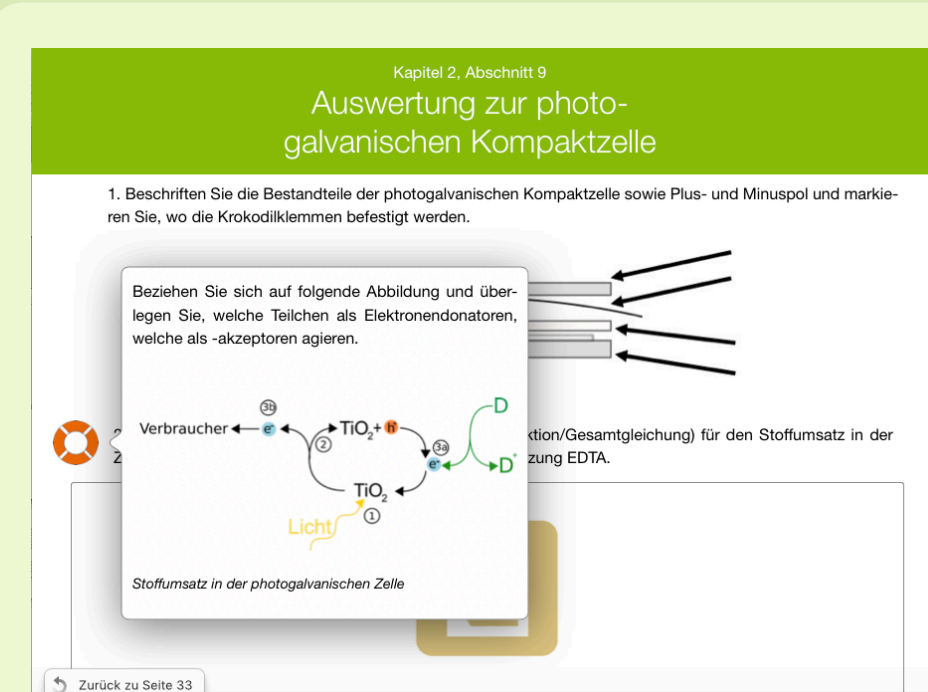 Kapitel 2, Abschnitt 9
Auswertung zur photo-
galvanischen Kompaktzelle
1. Beschriften Sie die Bestandteile der photogalvanischen Kompaktzelle sowie Plus- und Minuspol und markie-
ren Sie, wo die Krokodilklemmen befestigt werden.
Beziehen Sie sich auf folgende Abbildung und über-
legen Sie, welche Teilchen als Elektronendonatoren,
welche als -akzeptoren agieren.
3b
D
Verbraucher e⁻ TiO₂+ h⁺
2
3a
e⁻
D⁺
TiO₂
Licht
1
Stoffumsatz in der photogalvanischen Zelle
ktion/Gesamtgleichung) für den Stoffumsatz in der
Z zung EDTA.
Zurück zu Seite 33